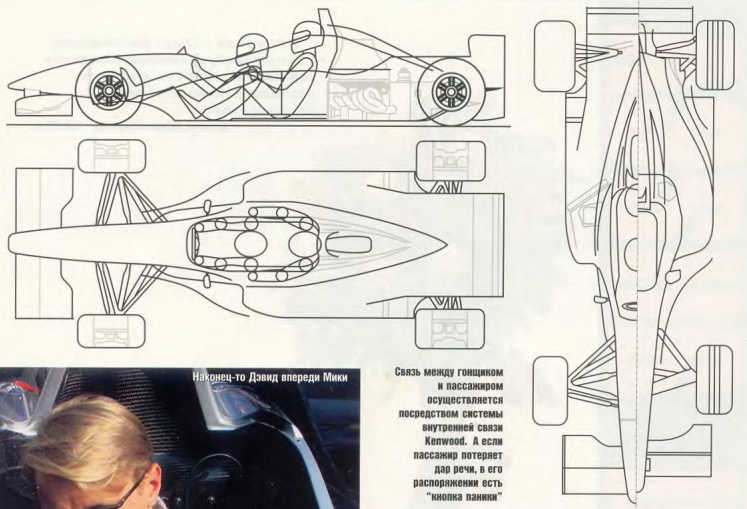 Наконец-то Дэвид впереди Мики
Связь между гонщиком
и пассажиром
осуществляется
посредством системы
внутренней связи
Kenwood. А если
пассажир потеряет
дар речи, в его
распоряжении есть
"кнопка паники"